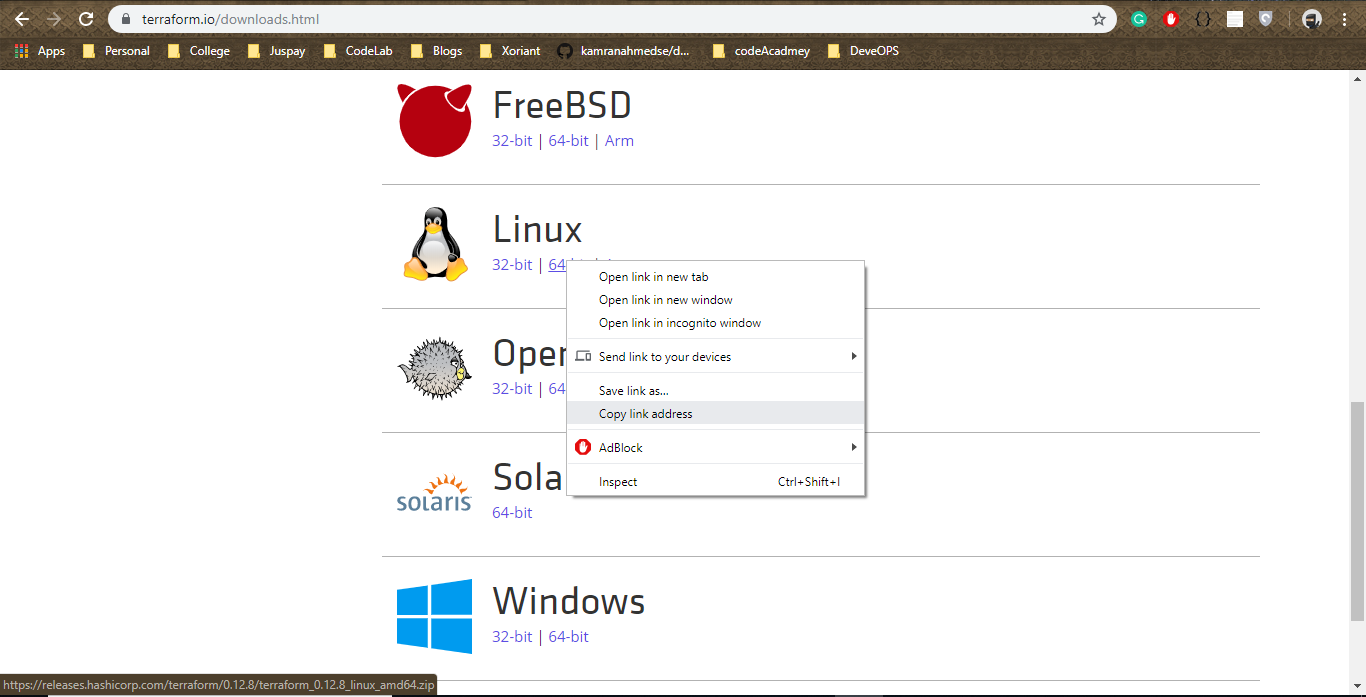 terraform.io/downloads.html
Apps Personal College Juspay CodeLab Blogs Xoriant kamranahmedse/d... codeAcadmey DeveOPS
FreeBSD
32-bit | 64-bit | Arm
Linux
32-bit | 64
Open link in new tab
Open link in new window
Open link in incognito window
Send link to your devices
Save link as...
Copy link address
AdBlock
Inspect Ctrl+Shift+I
Open
32-bit | 64
Sola
solaris
64-bit
Windows
32-bit | 64-bit
https://releases.hashicorp.com/terraform/0.12.8/terraform_0.12.8_linux_amd64.zip